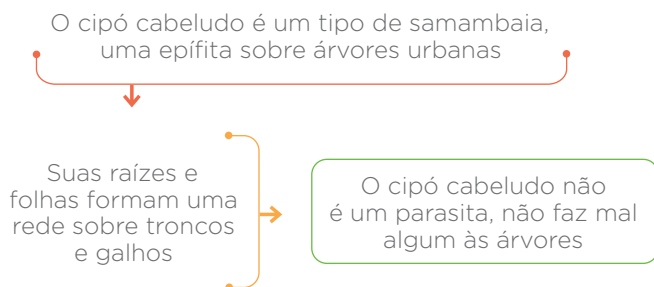 O cipó cabeludo é um tipo de samambaia,
uma epífita sobre árvores urbanas
Suas raízes e
folhas formam uma
rede sobre troncos
e galhos
O cipó cabeludo não
é um parasita, não faz mal
algum às árvores